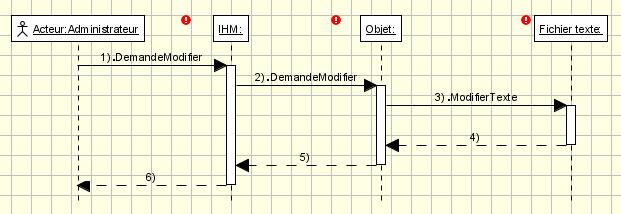 Acteur:Administrateur
IHM:
Objet:
Fichier texte:
1).DemandeModifier
2).DemandeModifier
3).ModifierTexte
4)
5)
6)